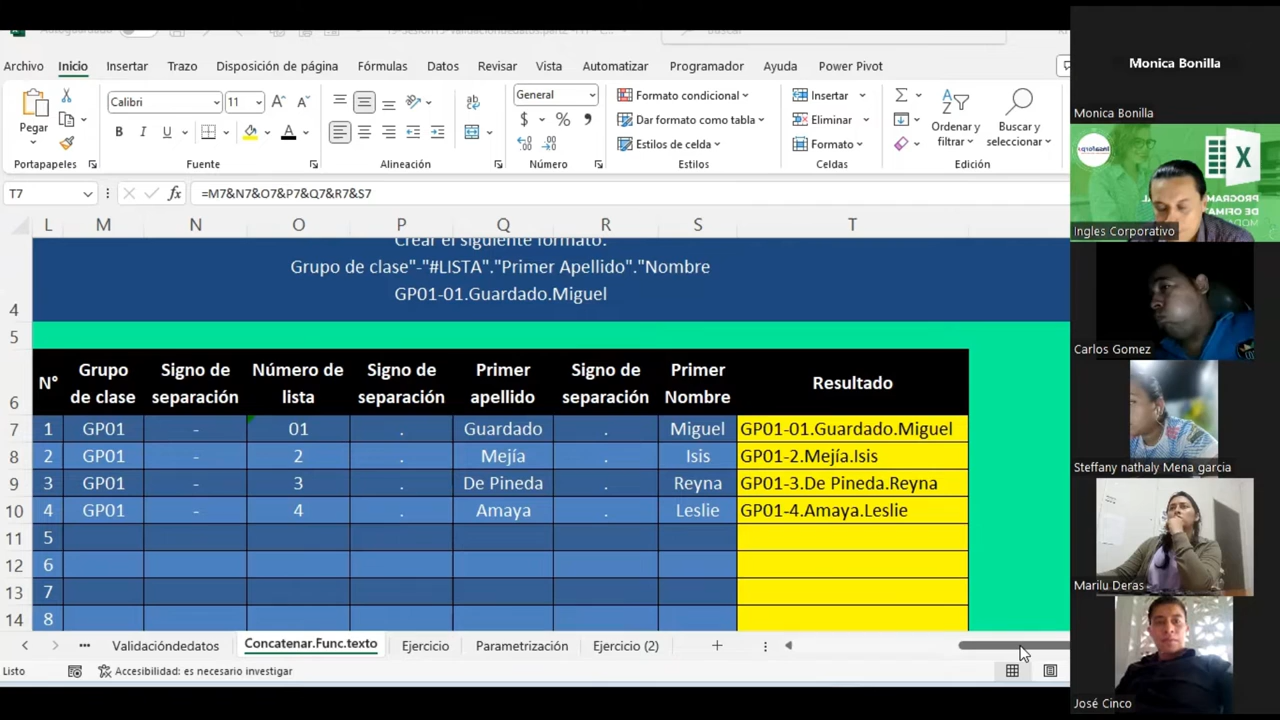 Archivo Inicio Insertar Trazo Disposición de página Fórmulas Datos Revisar Vista Automatizar Programador Ayuda Power Pivot
Pegar
Calibri 11
General
Formato condicional
Dar formato como tabla
Estilos de celda
Insertar
Eliminar
Formato
Ordenar y
filtrar
Buscar y
seleccionar
Portapapeles Fuente Alineación Número Estilos Celdas Edición
T7 fx =M7&N7&O7&P7&Q7&R7&S7
L M N O P Q R S T
Crear el siguiente formato:
Grupo de clase"-"#LISTA"."Primer Apellido"."Nombre
GP01-01.Guardado.Miguel
4
5
6 N° Grupo de clase Signo de separación Número de lista Signo de separación Primer apellido Signo de separación Primer Nombre Resultado
7 1 GP01 - 01 . Guardado . Miguel GP01-01.Guardado.Miguel
8 2 GP01 - 2 . Mejía . Isis GP01-2.Mejía.Isis
9 3 GP01 - 3 . De Pineda . Reyna GP01-3.De Pineda.Reyna
10 4 GP01 - 4 . Amaya . Leslie GP01-4.Amaya.Leslie
11 5
12 6
13 7
14 8
Validacióndedatos Concatenar.Func.texto Ejercicio Parametrización Ejercicio (2)
Listo Accesibilidad: es necesario investigar
Monica Bonilla
Monica Bonilla
Ingles Corporativo
Carlos Gomez
Steffany nathaly Mena garcia
Marilu Deras
José Cinco